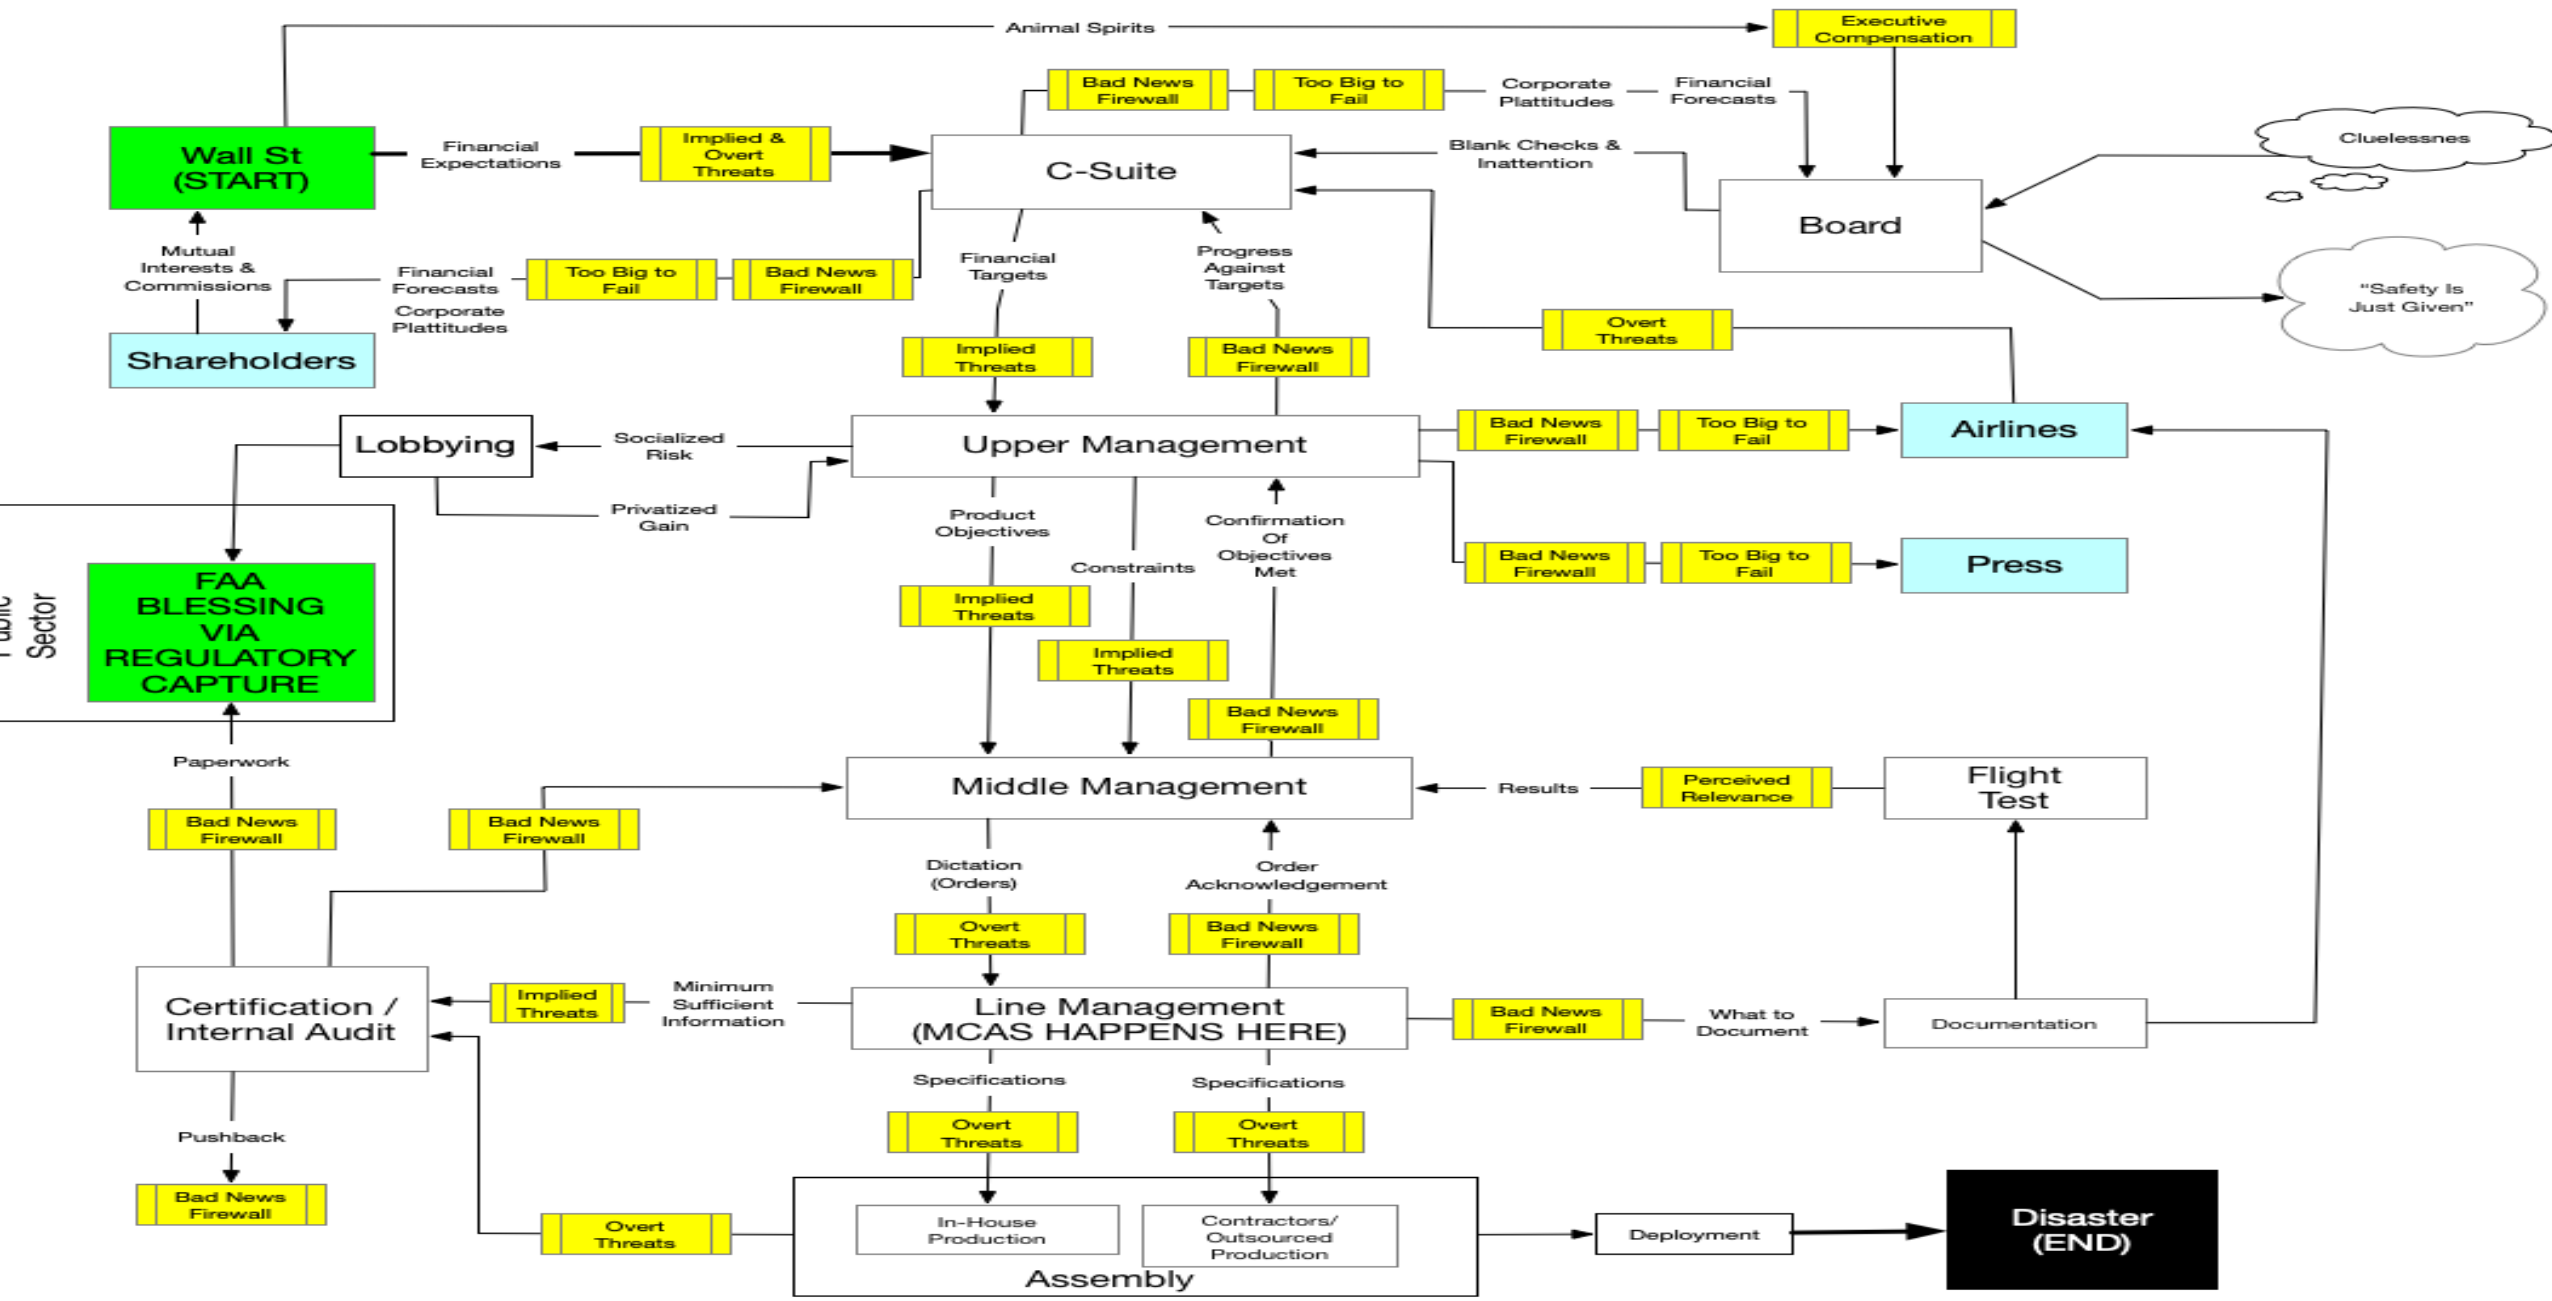 Animal Spirits
Executive
Compensation
Bad News
Firewall
Too Big to
Fail
Corporate
Plattitudes
Financial
Forecasts
Wall St
(START)
Financial
Expectations
Implied &
Overt
Threats
C-Suite
Blank Checks &
Inattention
Cluelessnes
Board
Mutual
Interests &
Commissions
Financial
Forecasts
Corporate
Plattitudes
Too Big to
Fail
Bad News
Firewall
Financial
Targets
Progress
Against
Targets
"Safety Is
Just Given"
Overt
Threats
Shareholders
Implied
Threats
Bad News
Firewall
Lobbying
Socialized
Risk
Upper Management
Bad News
Firewall
Too Big to
Fail
Airlines
Privatized
Gain
Product
Objectives
Constraints
Confirmation
Of
Objectives
Met
Bad News
Firewall
Too Big to
Fail
Press
Sector
FAA
BLESSING
VIA
REGULATORY
CAPTURE
Implied
Threats
Implied
Threats
Bad News
Firewall
Paperwork
Middle Management
Results
Perceived
Relevance
Flight
Test
Bad News
Firewall
Bad News
Firewall
Dictation
(Orders)
Order
Acknowledgement
Overt
Threats
Bad News
Firewall
Certification /
Internal Audit
Implied
Threats
Minimum
Sufficient
Information
Line Management
(MCAS HAPPENS HERE)
Bad News
Firewall
What to
Document
Documentation
Specifications
Specifications
Pushback
Overt
Threats
Overt
Threats
Bad News
Firewall
Overt
Threats
In-House
Production
Contractors/
Outsourced
Production
Assembly
Deployment
Disaster
(END)